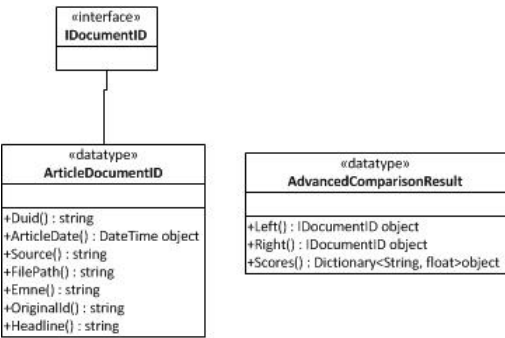 «interface»
IDocumentID
«datatype»
ArticleDocumentID
+Duid() : string
+ArticleDate() : DateTime object
+Source() : string
+FilePath() : string
+Emne() : string
+OriginalId() : string
+Headline() : string
«datatype»
AdvancedComparisonResult
+Left() : IDocumentID object
+Right() : IDocumentID object
+Scores() : Dictionary<String, float>object